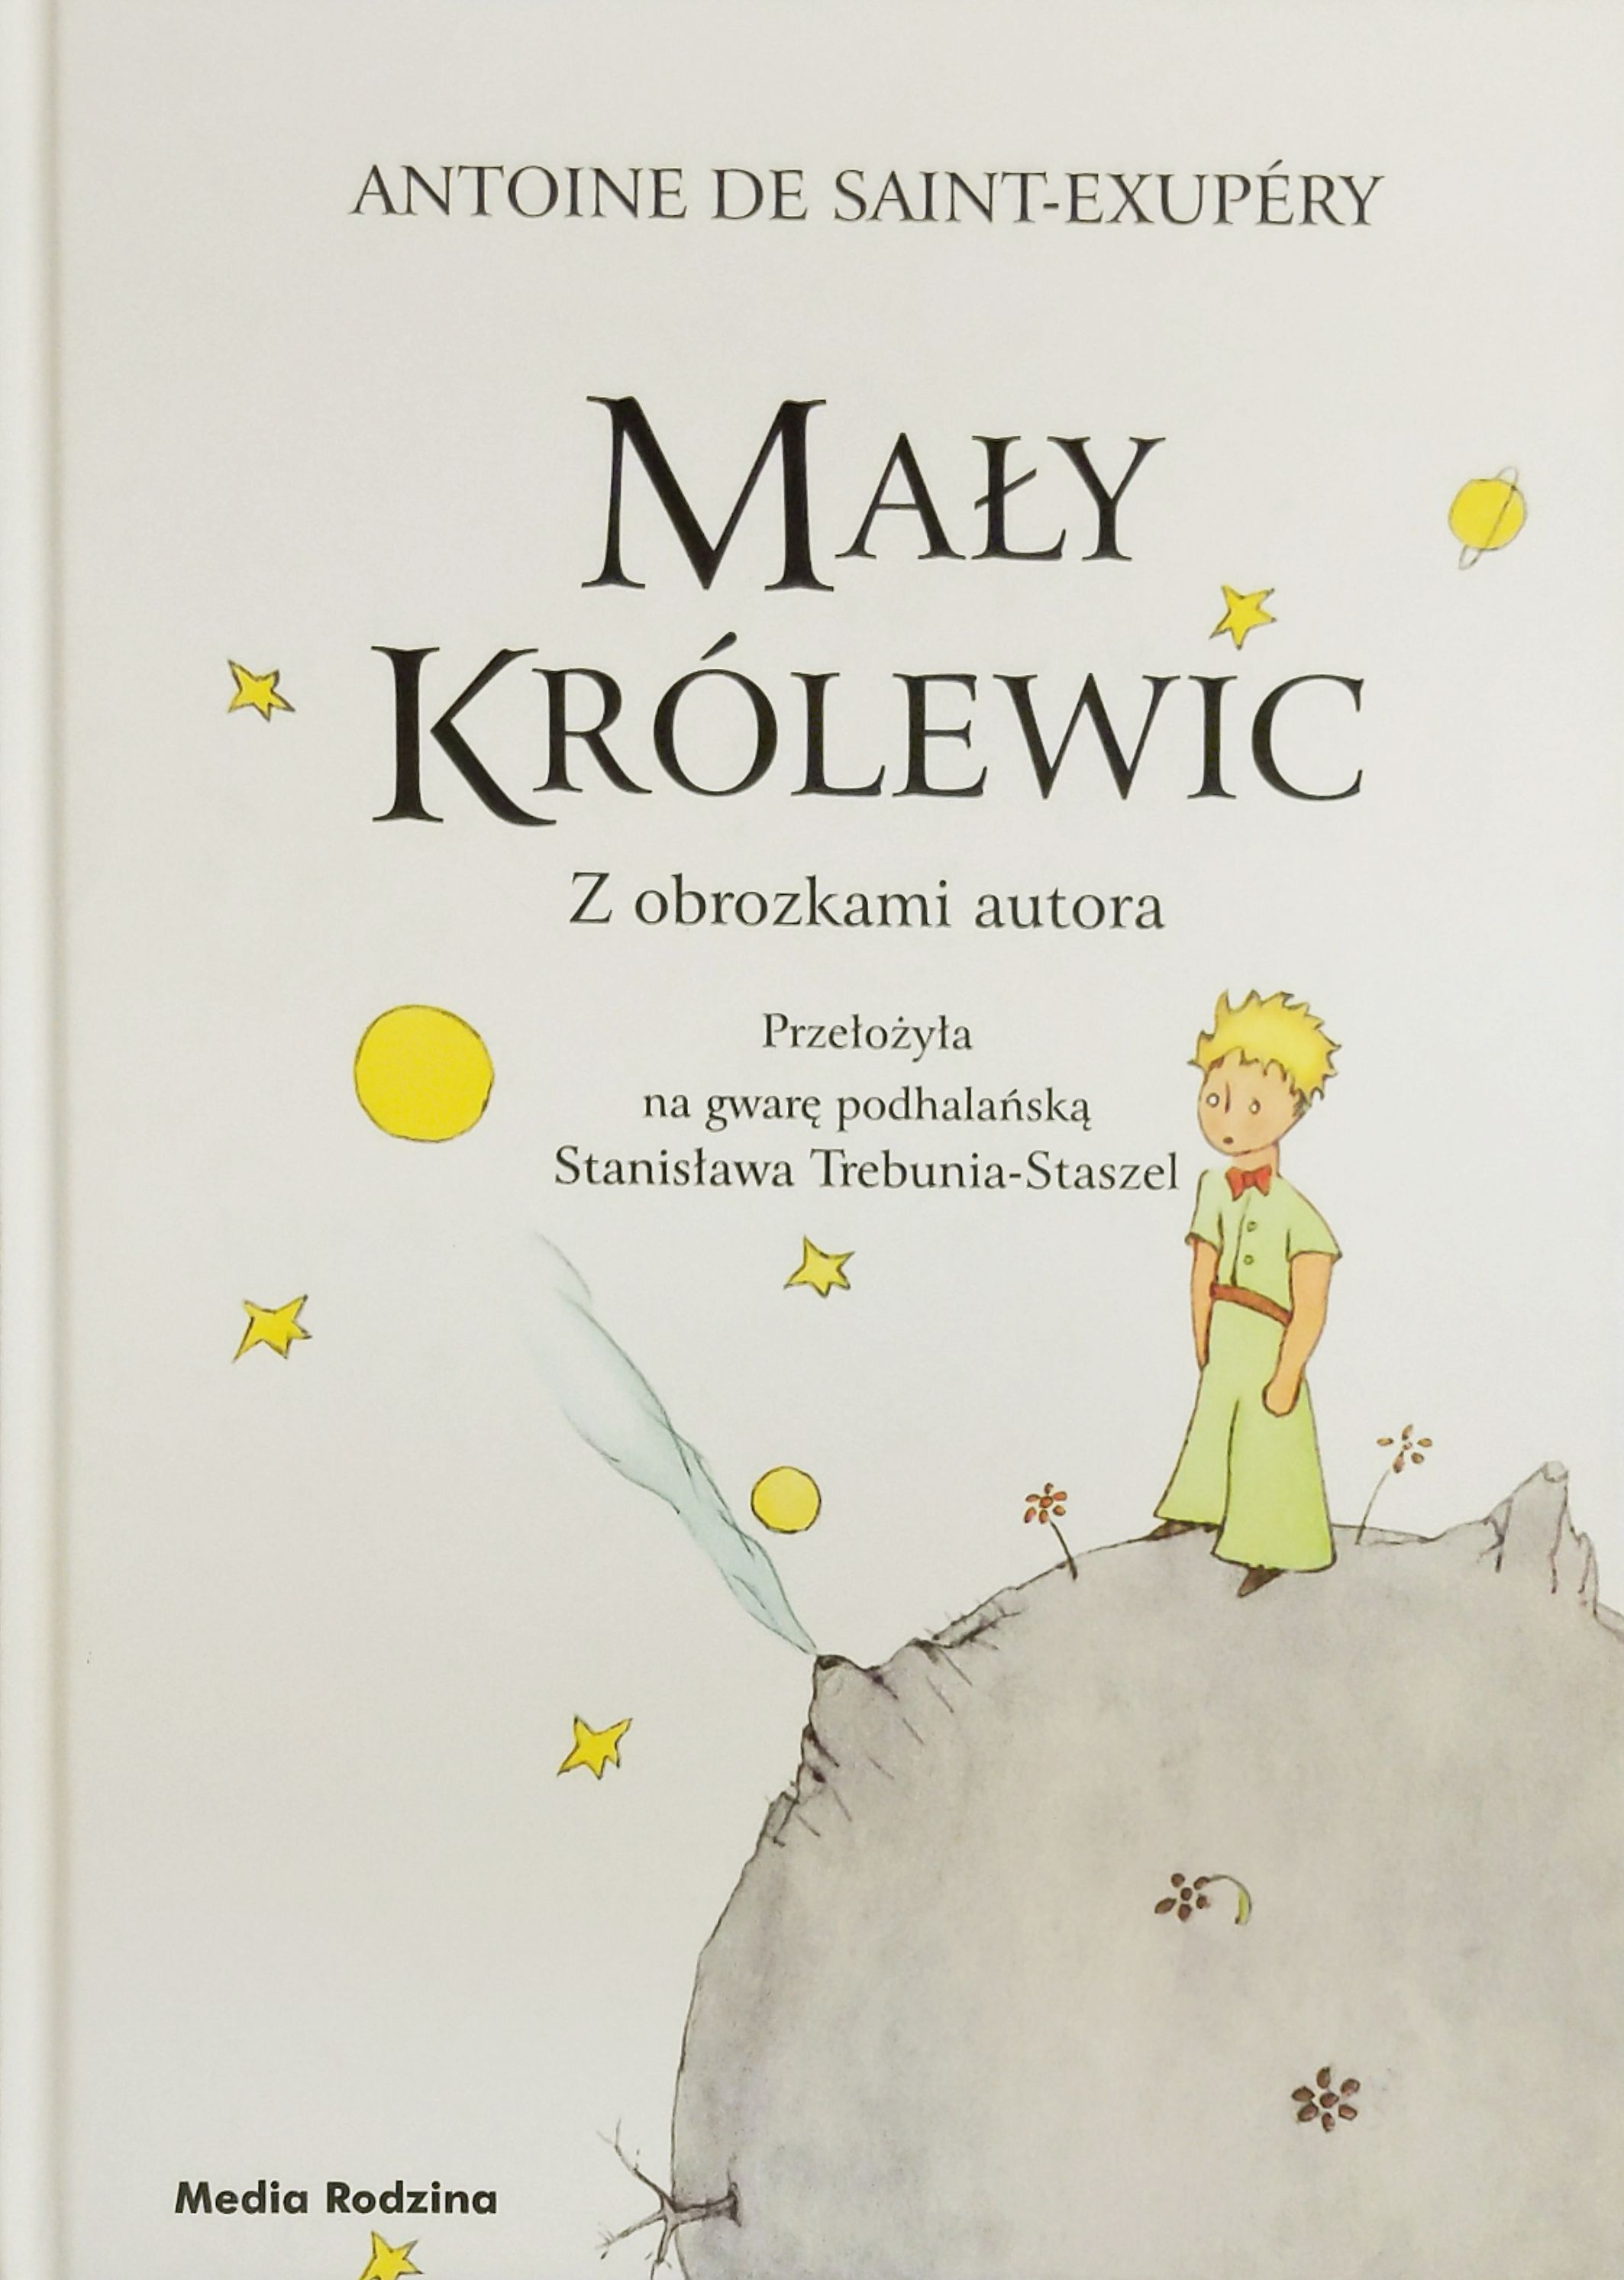 ANTOINE DE SAINT-EXUPÉRY
MAŁY
KRÓLEWIC
Z obrozkami autora
Przełożyła
na gwarę podhalańską
Stanisława Trebunia-Staszel
Media Rodzina